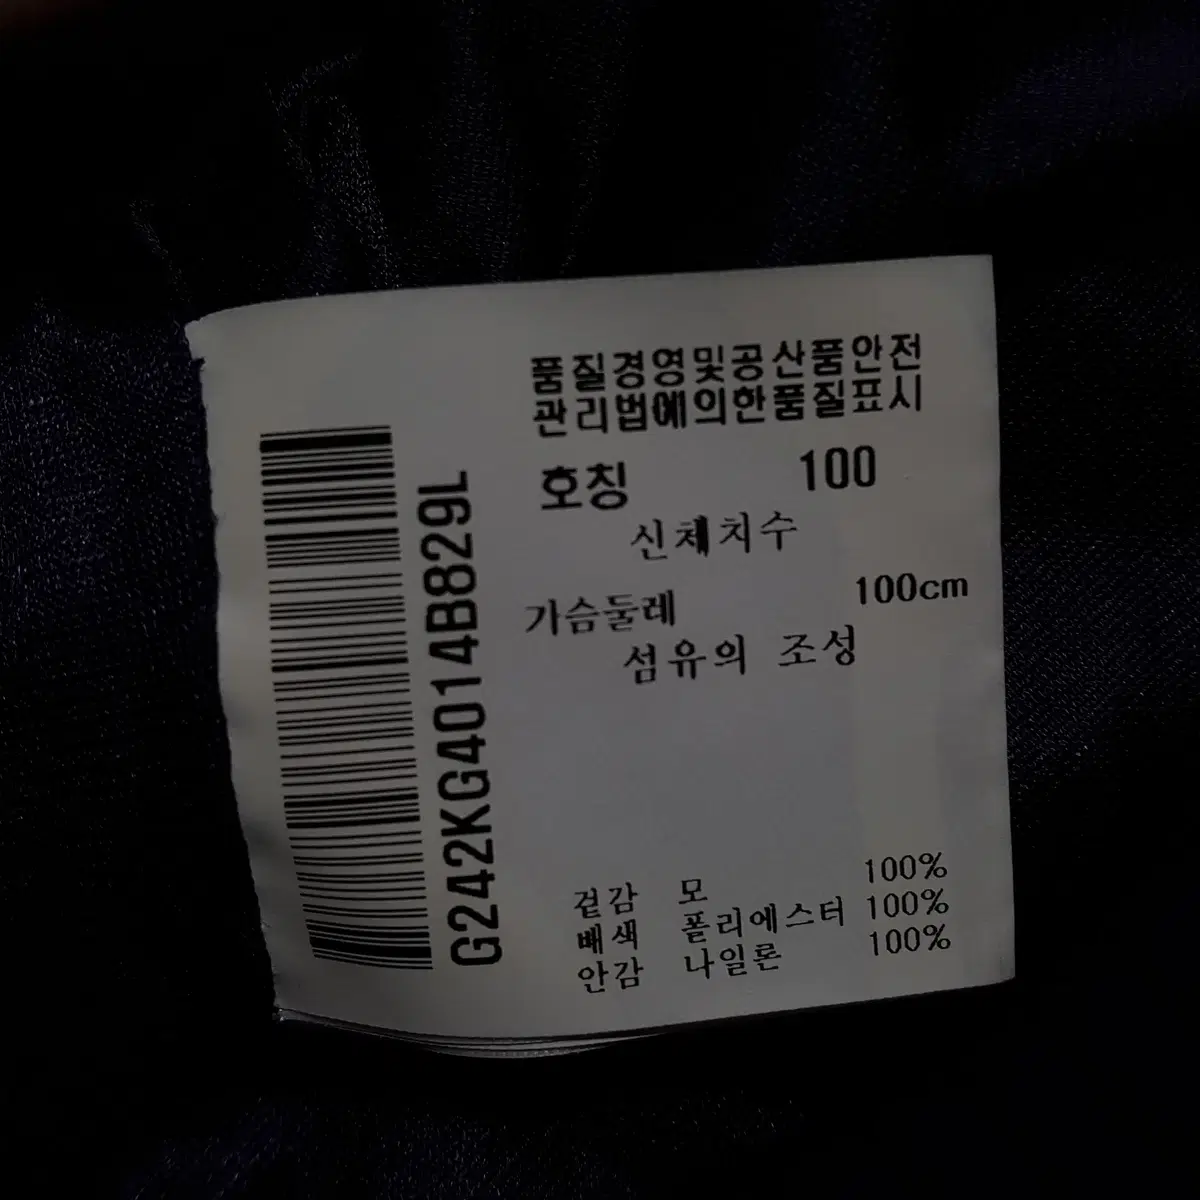 품질경영및공산품안전
관리법에의한품질표시
호칭 100
신체치수
가슴둘레 100cm
섬유의 조성
겉감 모 100%
배색 폴리에스터 100%
안감 나일론 100%
G242KG4014B829L